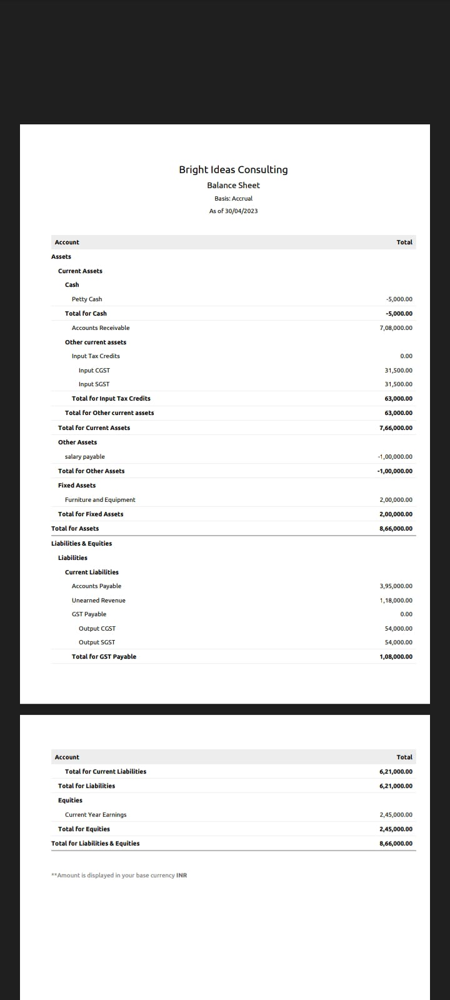 Bright Ideas Consulting
Balance Sheet
Basis: Accrual
As of 30/04/2023
Account Total
Assets
Current Assets
Cash
Petty Cash -5,000.00
Total for Cash -5,000.00
Accounts Receivable 7,08,000.00
Other current assets
Input Tax Credits 0.00
Input CGST 31,500.00
Input SGST 31,500.00
Total for Input Tax Credits 63,000.00
Total for Other current assets 63,000.00
Total for Current Assets 7,66,000.00
Other Assets
salary payable -1,00,000.00
Total for Other Assets -1,00,000.00
Fixed Assets
Furniture and Equipment 2,00,000.00
Total for Fixed Assets 2,00,000.00
Total for Assets 8,66,000.00
Liabilities & Equities
Liabilities
Current Liabilities
Accounts Payable 3,95,000.00
Unearned Revenue 1,18,000.00
GST Payable 0.00
Output CGST 54,000.00
Output SGST 54,000.00
Total for GST Payable 1,08,000.00
Account Total
Total for Current Liabilities 6,21,000.00
Total for Liabilities 6,21,000.00
Equities
Current Year Earnings 2,45,000.00
Total for Equities 2,45,000.00
Total for Liabilities & Equities 8,66,000.00
**Amount is displayed in your base currency INR